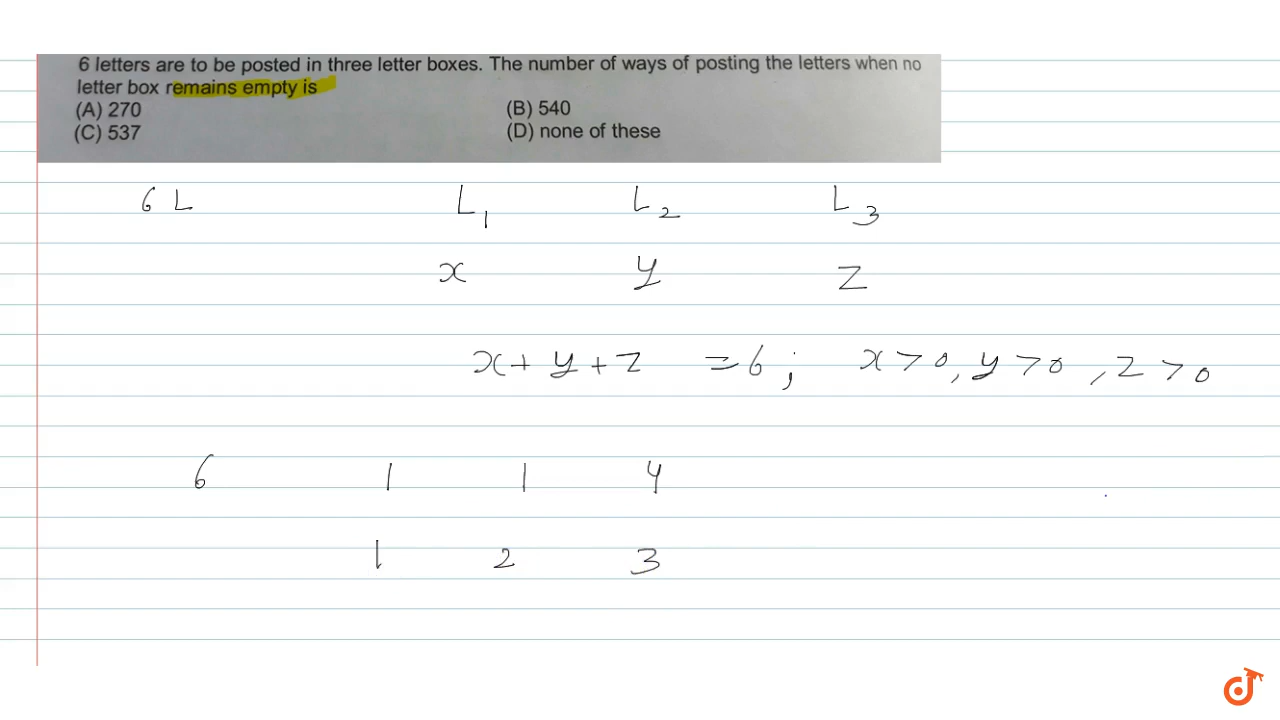 6 letters are to be posted in three letter boxes. The number of ways of posting the letters when no
letter box remains empty is
(A) 270 (B) 540
(C) 537 (D) none of these
6 L L1 L2 L3
x y z
x + y + z = 6 ; x > 0, y > 0, z > 0
6 1 1 4
1 2 3